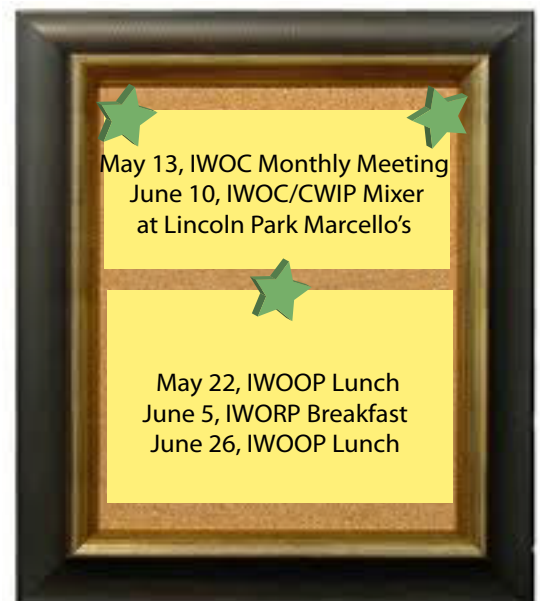 May 13, IWOC Monthly Meeting
June 10, IWOC/CWIP Mixer
at Lincoln Park Marcello's
May 22, IWOOP Lunch
June 5, IWORP Breakfast
June 26, IWOOP Lunch